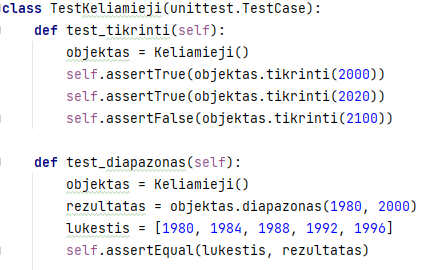 class TestKeliamieji(unittest.TestCase):
    def test_tikrinti(self):
        objektas = Keliamieji()
        self.assertTrue(objektas.tikrinti(2000))
        self.assertTrue(objektas.tikrinti(2020))
        self.assertFalse(objektas.tikrinti(2100))
    def test_diapazonas(self):
        objektas = Keliamieji()
        rezultatas = objektas.diapazonas(1980, 2000)
        lukestis = [1980, 1984, 1988, 1992, 1996]
        self.assertEqual(lukestis, rezultatas)